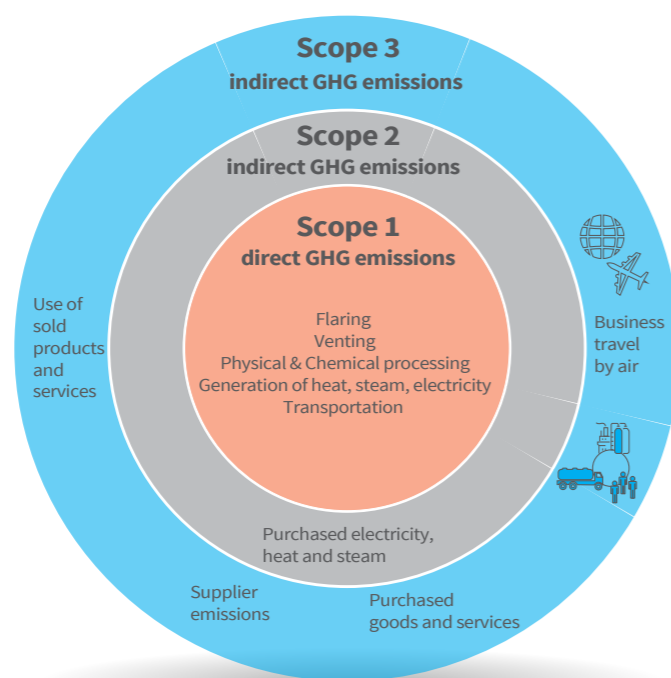 Scope 3
indirect GHG emissions
Scope 2
indirect GHG emissions
Scope 1
direct GHG emissions
Flaring
Venting
Physical & Chemical processing
Generation of heat, steam, electricity
Transportation
Use of
sold
products
and
services
Business
travel
by air
Purchased electricity,
heat and steam
Supplier
emissions
Purchased
goods and services